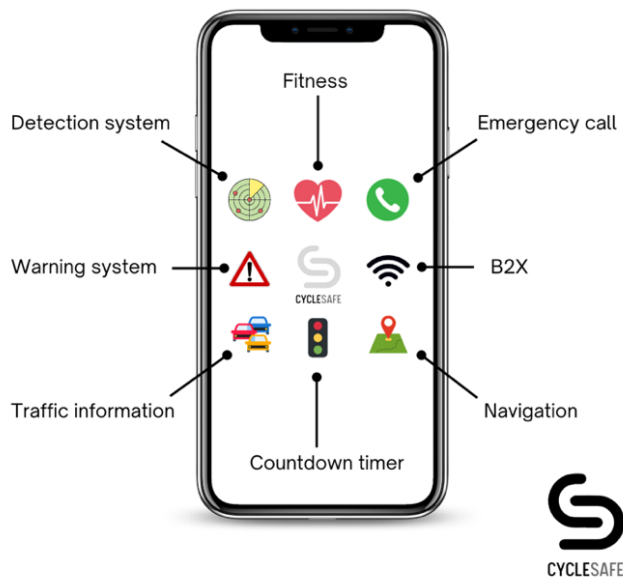 Fitness
Detection system
Emergency call
Warning system
B2X
CYCLESAFE
Traffic information
Navigation
Countdown timer
CYCLESAFE